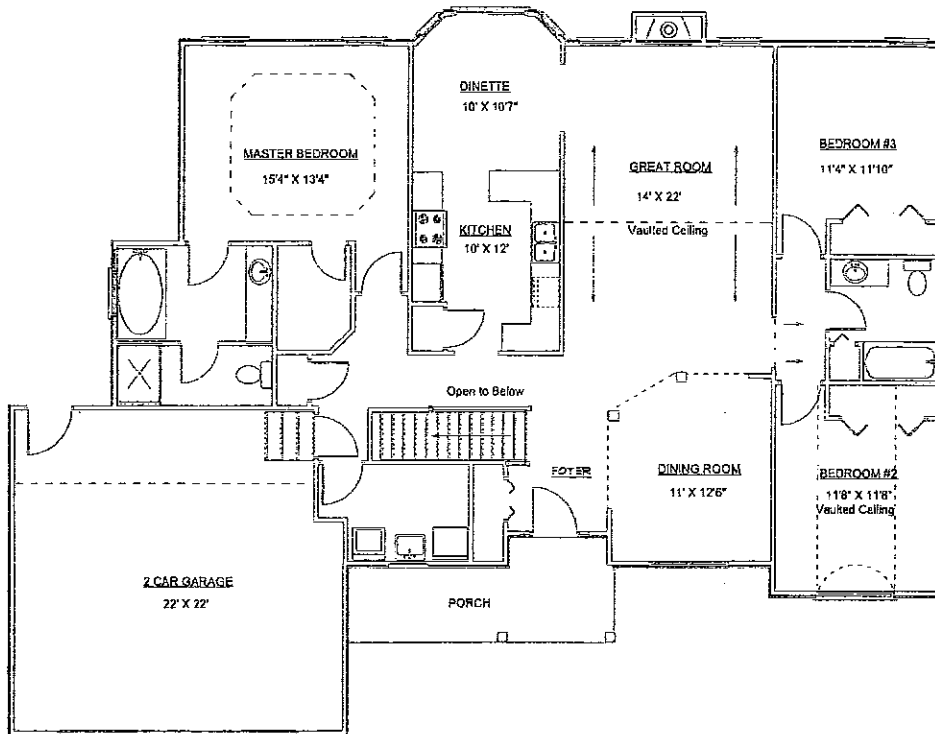 DINETTE
10' X 10'7"
MASTER BEDROOM
15'4" X 13'4"
BEDROOM #3
11'4" X 11'10"
GREAT ROOM
14' X 22'
Vaulted Ceiling
KITCHEN
10' X 12'
Open to Below
FOYER
DINING ROOM
11' X 12'6"
BEDROOM #2
11'8" X 11'8"
Vaulted Ceiling
2 CAR GARAGE
22' X 22'
PORCH